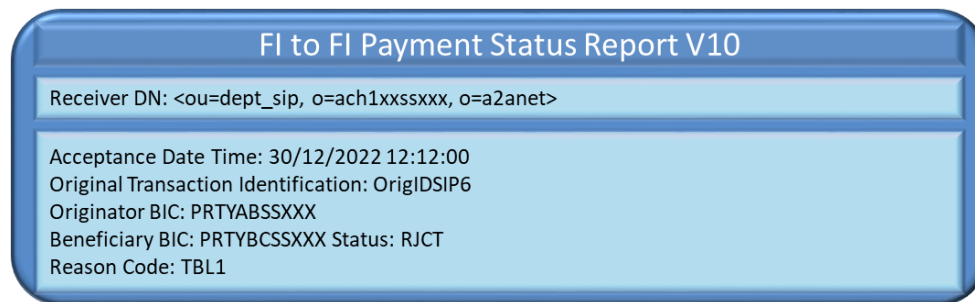 FI to FI Payment Status Report V10
Receiver DN: <ou=dept_sip, o=ach1xxssxxx, o=a2anet>
Acceptance Date Time: 30/12/2022 12:12:00
Original Transaction Identification: OrigIDSIP6
Originator BIC: PRTYABSSXXX
Beneficiary BIC: PRTYBCSSXXX Status: RJCT
Reason Code: TBL1